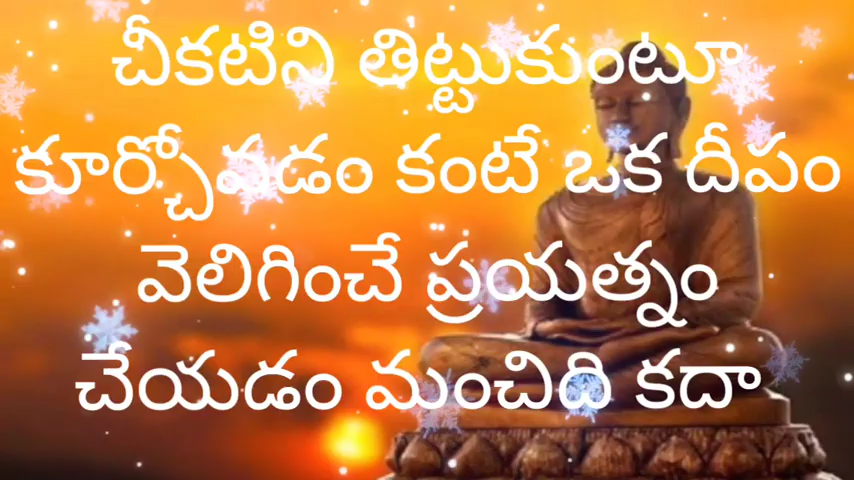 చీకటిని తిట్టుకుంటూ
కూర్చోవడం కంటే ఒక దీపం
వెలిగించే ప్రయత్నం
చేయడం మంచిది కదా